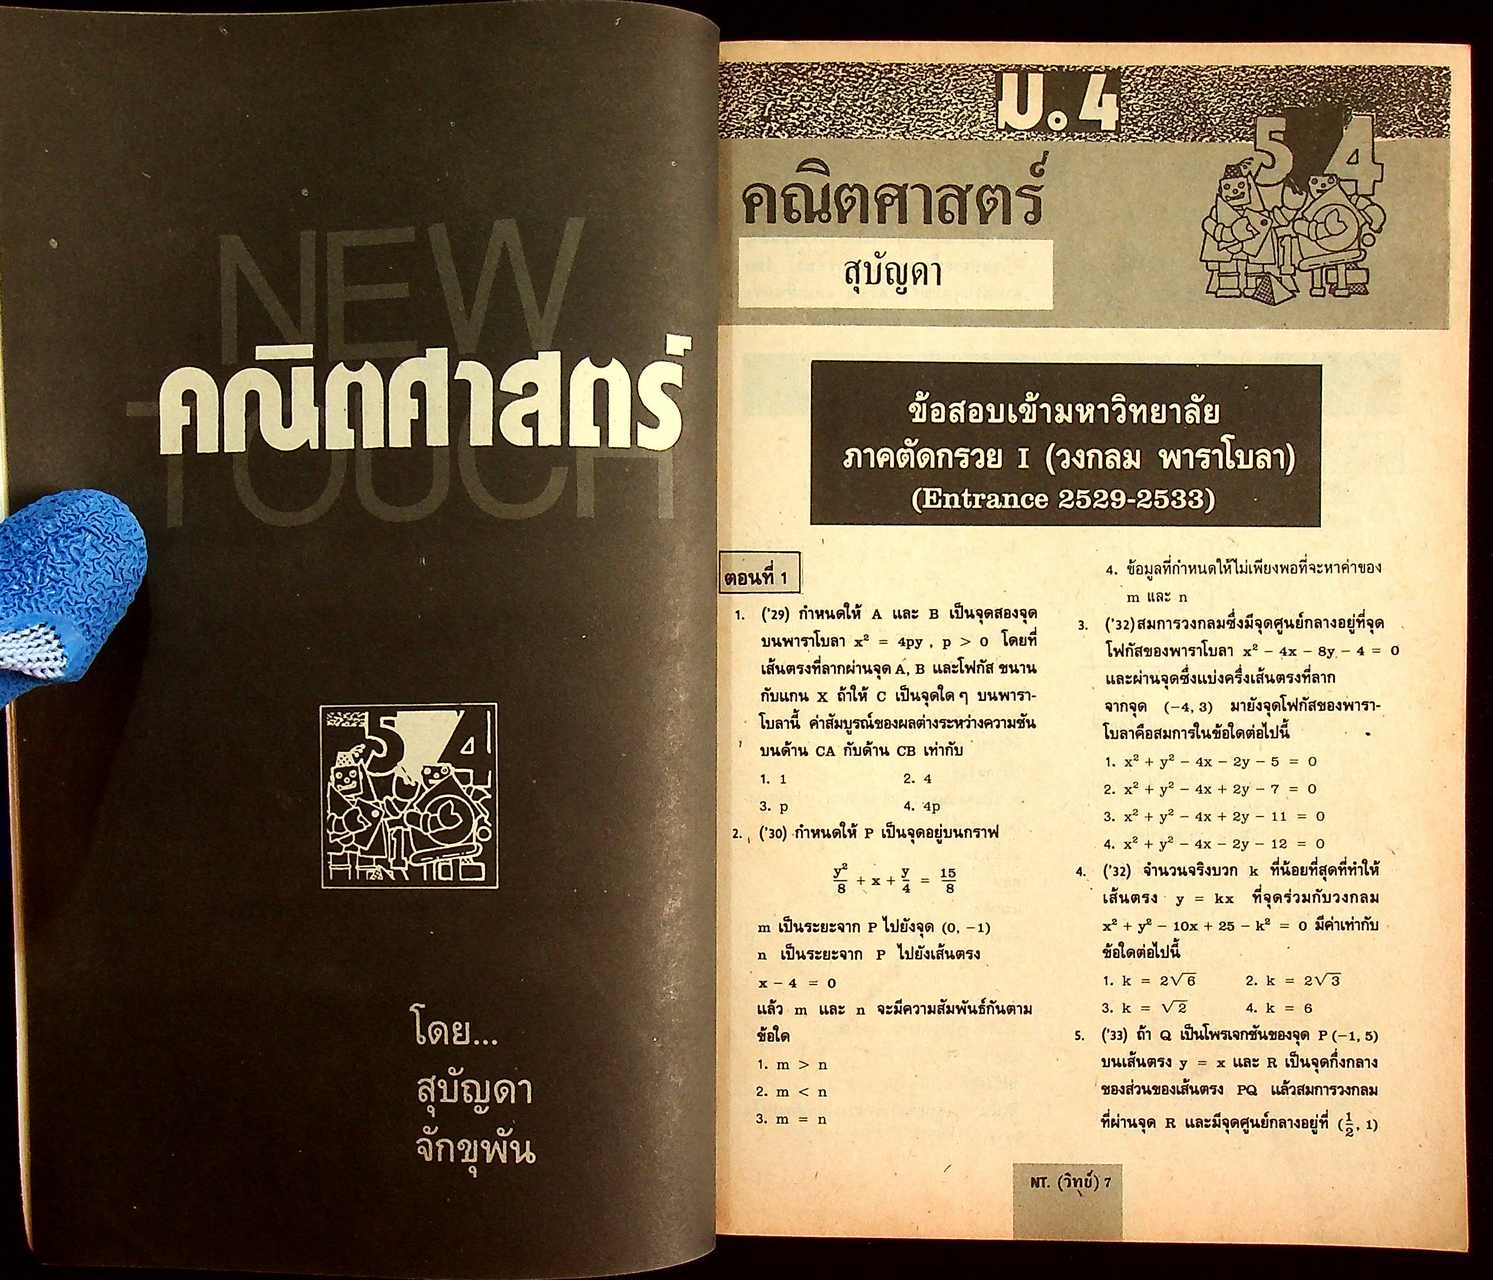 NEW
คณิตศาสตร์
TOUCH
โดย...
สุบัญดา
จักขุพัน
ม.4
คณิตศาสตร์
54
สุบัญดา
ข้อสอบเข้ามหาวิทยาลัย
ภาคตัดกรวย I (วงกลม พาราโบลา)
(Entrance 2529-2533)
ตอนที่ 1
1. ('29) กำหนดให้ A และ B เป็นจุดสองจุด
บนพาราโบลา x² = 4py , p > 0 โดยที่
เส้นตรงที่ลากผ่านจุด A, B และโฟกัส ขนาน
กับแกน X ถ้าให้ C เป็นจุดใด ๆ บนพารา-
โบลานี้ ค่าสัมบูรณ์ของผลต่างระหว่างความชัน
บนด้าน CA กับด้าน CB เท่ากับ
1. 1 2. 4
3. p 4. 4p
2. ('30) กำหนดให้ P เป็นจุดอยู่บนกราฟ
y²/8 + x + y/4 = 15/8
m เป็นระยะจาก P ไปยังจุด (0, −1)
n เป็นระยะจาก P ไปยังเส้นตรง
x − 4 = 0
แล้ว m และ n จะมีความสัมพันธ์กันตาม
ข้อใด
1. m > n
2. m < n
3. m = n
4. ข้อมูลที่กำหนดให้ไม่เพียงพอที่จะหาค่าของ
m และ n
3. ('32) สมการวงกลมซึ่งมีจุดศูนย์กลางอยู่ที่จุด
โฟกัสของพาราโบลา x² − 4x − 8y − 4 = 0
และผ่านจุดซึ่งแบ่งครึ่งเส้นตรงที่ลาก
จากจุด (−4, 3) มายังจุดโฟกัสของพารา-
โบลาคือสมการในข้อใดต่อไปนี้
1. x² + y² − 4x − 2y − 5 = 0
2. x² + y² − 4x + 2y − 7 = 0
3. x² + y² − 4x + 2y − 11 = 0
4. x² + y² − 4x − 2y − 12 = 0
4. ('32) จำนวนจริงบวก k ที่น้อยที่สุดที่ทำให้
เส้นตรง y = kx ที่จุดร่วมกับวงกลม
x² + y² − 10x + 25 − k² = 0 มีค่าเท่ากับ
ข้อใดต่อไปนี้
1. k = 2√6 2. k = 2√3
3. k = √2 4. k = 6
5. ('33) ถ้า Q เป็นโพรเจกชันของจุด P (−1, 5)
บนเส้นตรง y = x และ R เป็นจุดกึ่งกลาง
ของส่วนของเส้นตรง PQ แล้วสมการวงกลม
ที่ผ่านจุด R และมีจุดศูนย์กลางอยู่ที่ (1/2, 1)
NT. (วิทย์) 7